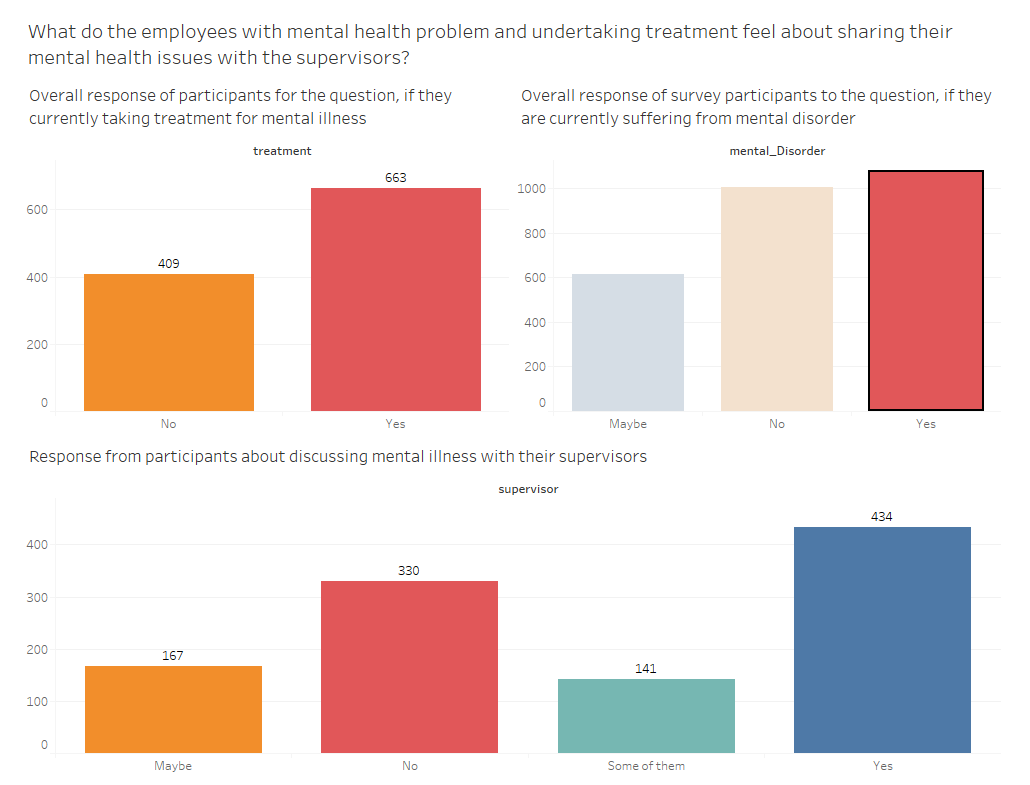 What do the employees with mental health problem and undertaking treatment feel about sharing their
mental health issues with the supervisors?
Overall response of participants for the question, if they
currently taking treatment for mental illness
treatment
663
409
600
400
200
0
No
Yes
Overall response of survey participants to the question, if they
are currently suffering from mental disorder
mental_Disorder
1000
800
600
400
200
0
Maybe
No
Yes
Response from participants about discussing mental illness with their supervisors
supervisor
434
330
167
141
400
300
200
100
0
Maybe
No
Some of them
Yes